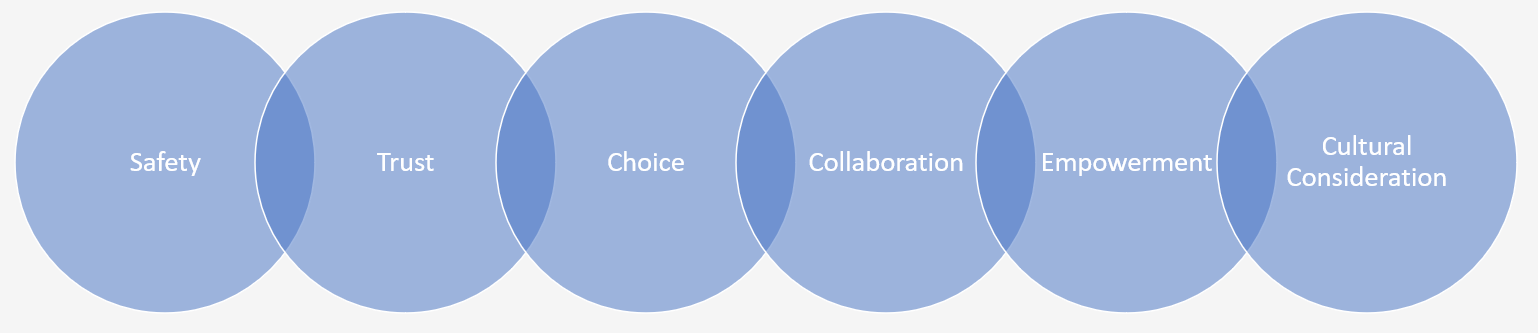 Safety
Trust
Choice
Collaboration
Empowerment
Cultural
Consideration